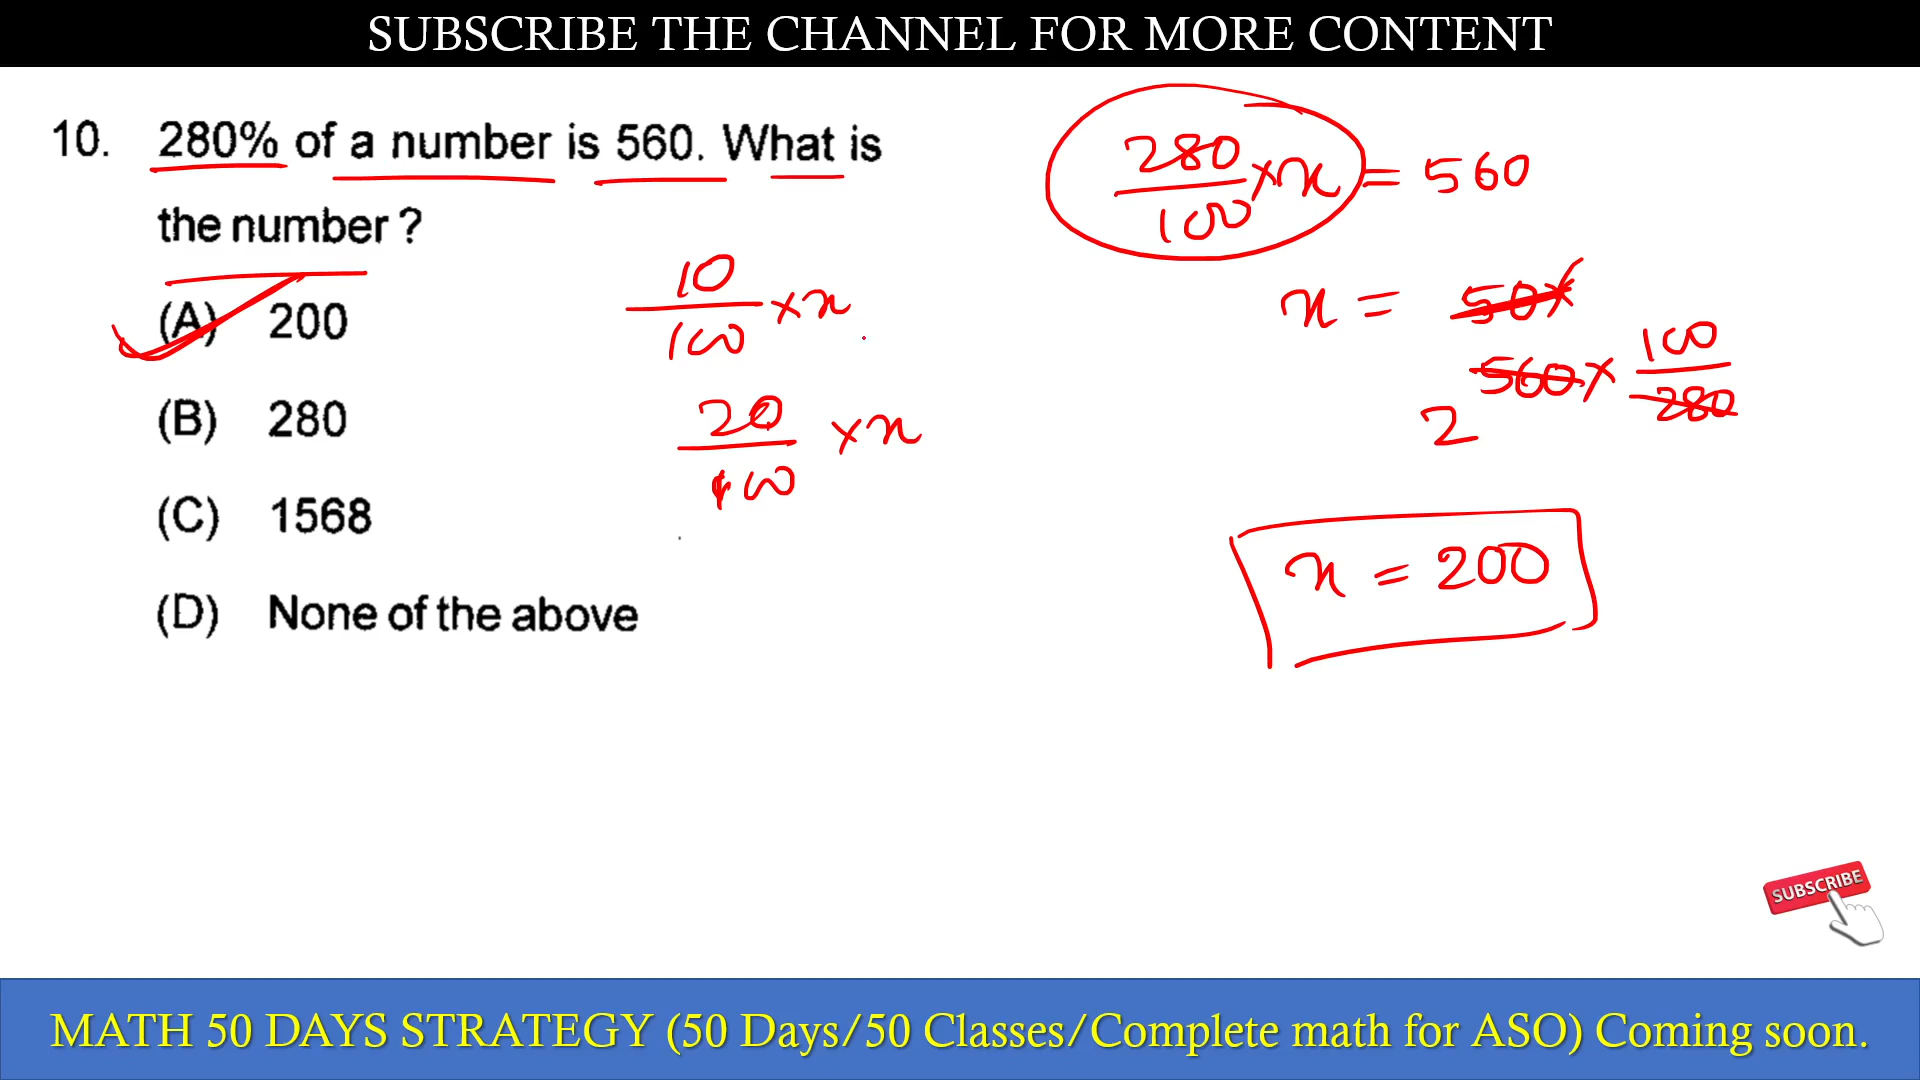 SUBSCRIBE THE CHANNEL FOR MORE CONTENT
10. 280% of a number is 560. What is
the number ?
(A) 200
(B) 280
(C) 1568
(D) None of the above
10/100 × x
20/100 × x
280/100 × x = 560
x = 50×
560 × 100/280
2
x = 200
SUBSCRIBE
MATH 50 DAYS STRATEGY (50 Days/50 Classes/Complete math for ASO) Coming soon.